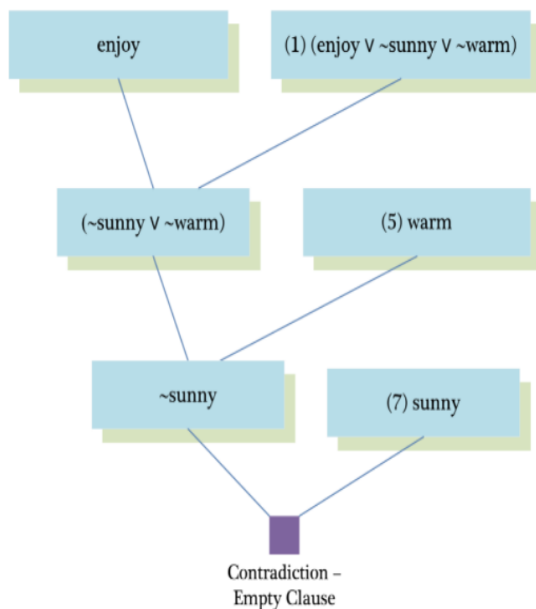 enjoy
(1) (enjoy ∨ ~sunny ∨ ~warm)
(~sunny ∨ ~warm)
(5) warm
~sunny
(7) sunny
Contradiction –
Empty Clause